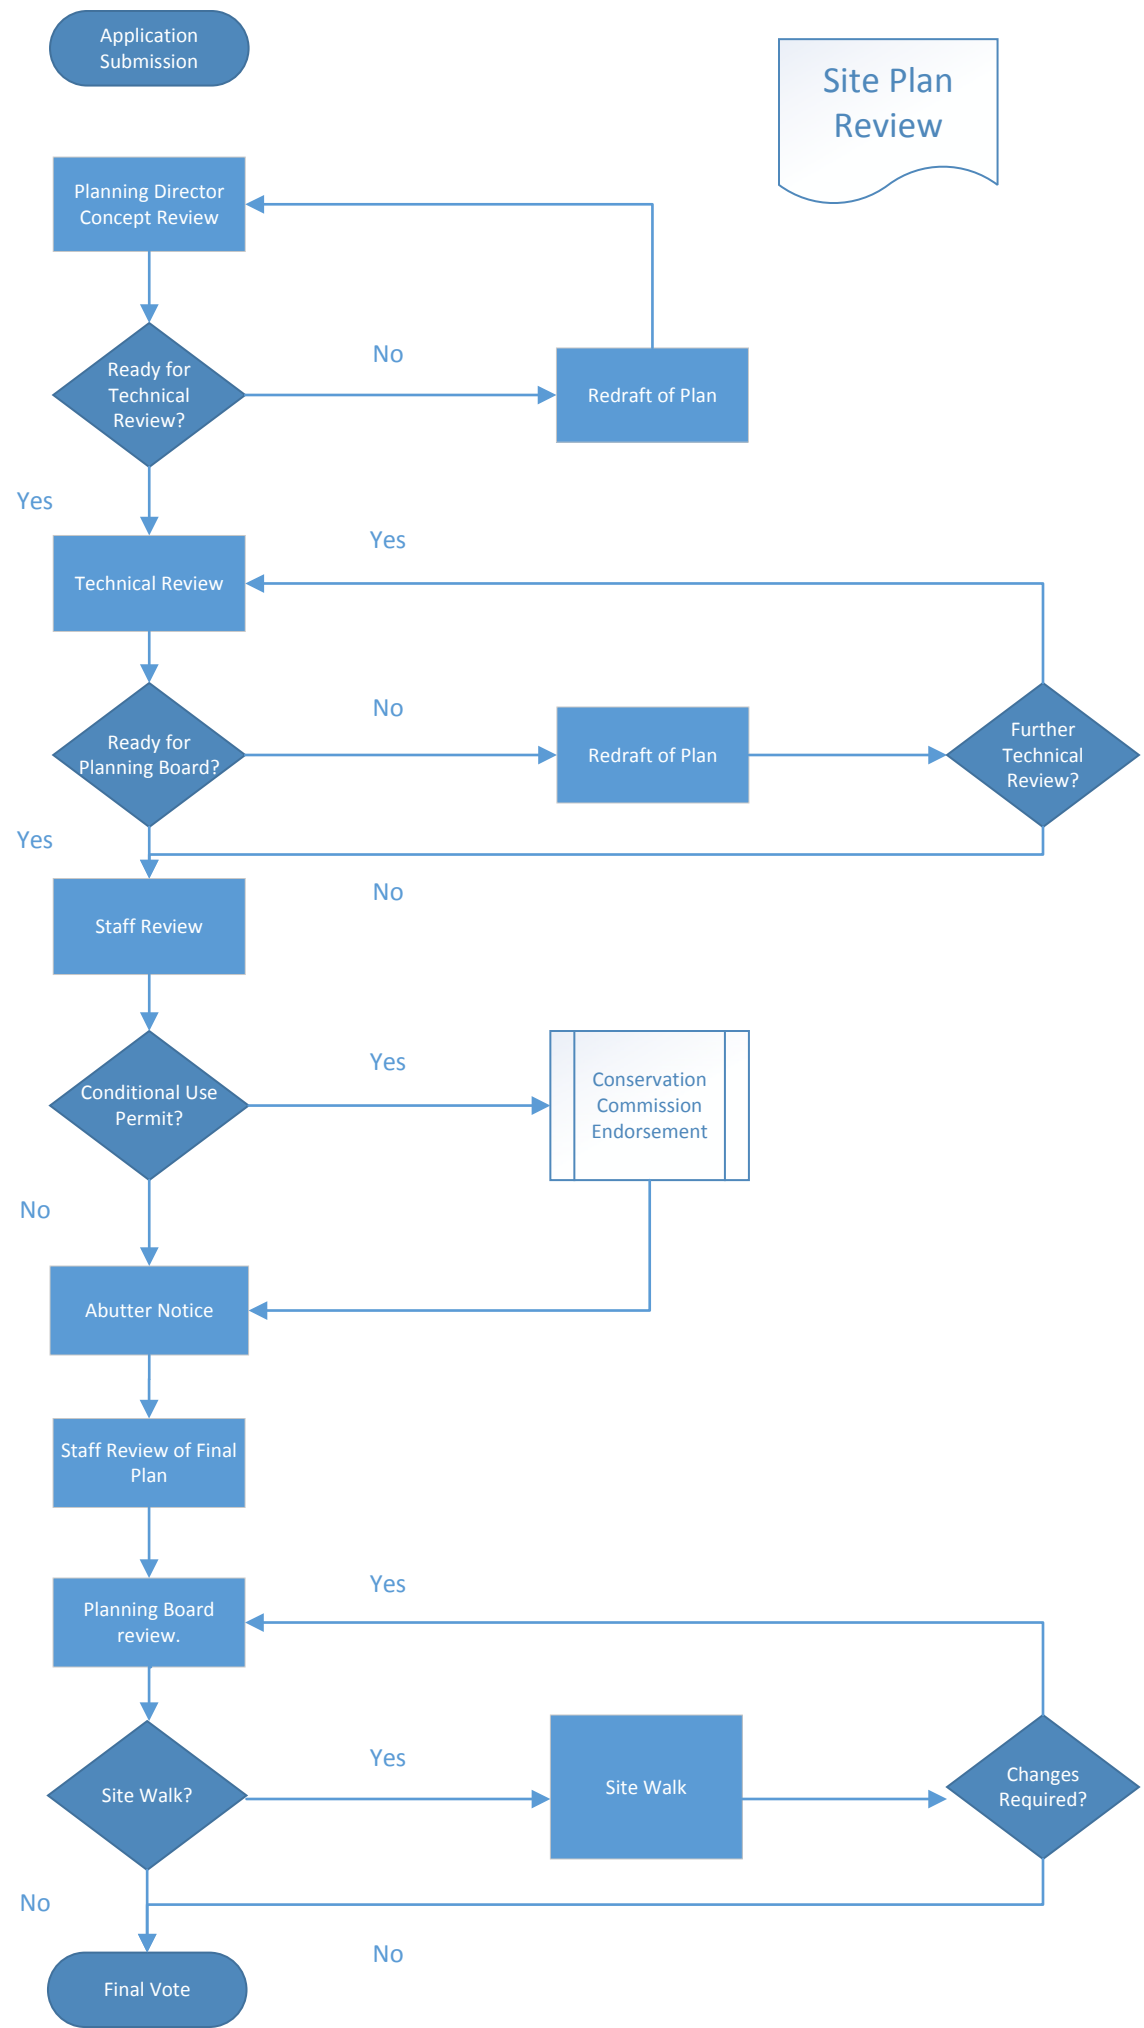 Application
Submission
Site Plan
Review
Planning Director
Concept Review
Ready for
Technical
Review?
No
Redraft of Plan
Yes
Technical Review
Yes
Ready for
Planning Board?
No
Redraft of Plan
Further
Technical
Review?
Yes
No
Staff Review
Conditional Use
Permit?
Yes
Conservation
Commission
Endorsement
No
Abutter Notice
Staff Review of Final
Plan
Planning Board
review.
Yes
Site Walk?
Yes
Site Walk
Changes
Required?
No
No
Final Vote